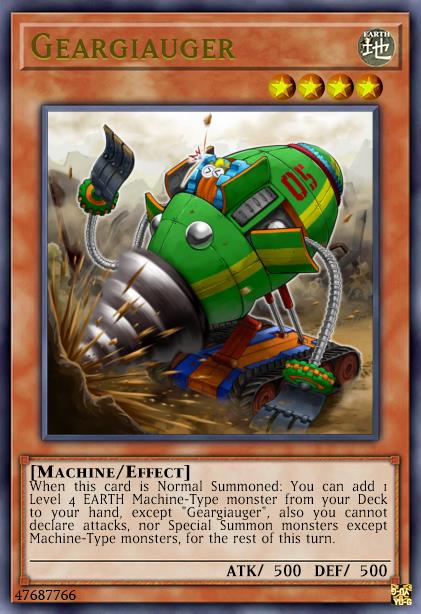 GEARGIAUGER
EARTH
地
05
[MACHINE/EFFECT]
When this card is Normal Summoned: You can add 1
Level 4 EARTH Machine-Type monster from your Deck
to your hand, except "Geargiauger", also you cannot
declare attacks, nor Special Summon monsters except
Machine-Type monsters, for the rest of this turn.
ATK/ 500 DEF/ 500
47687766